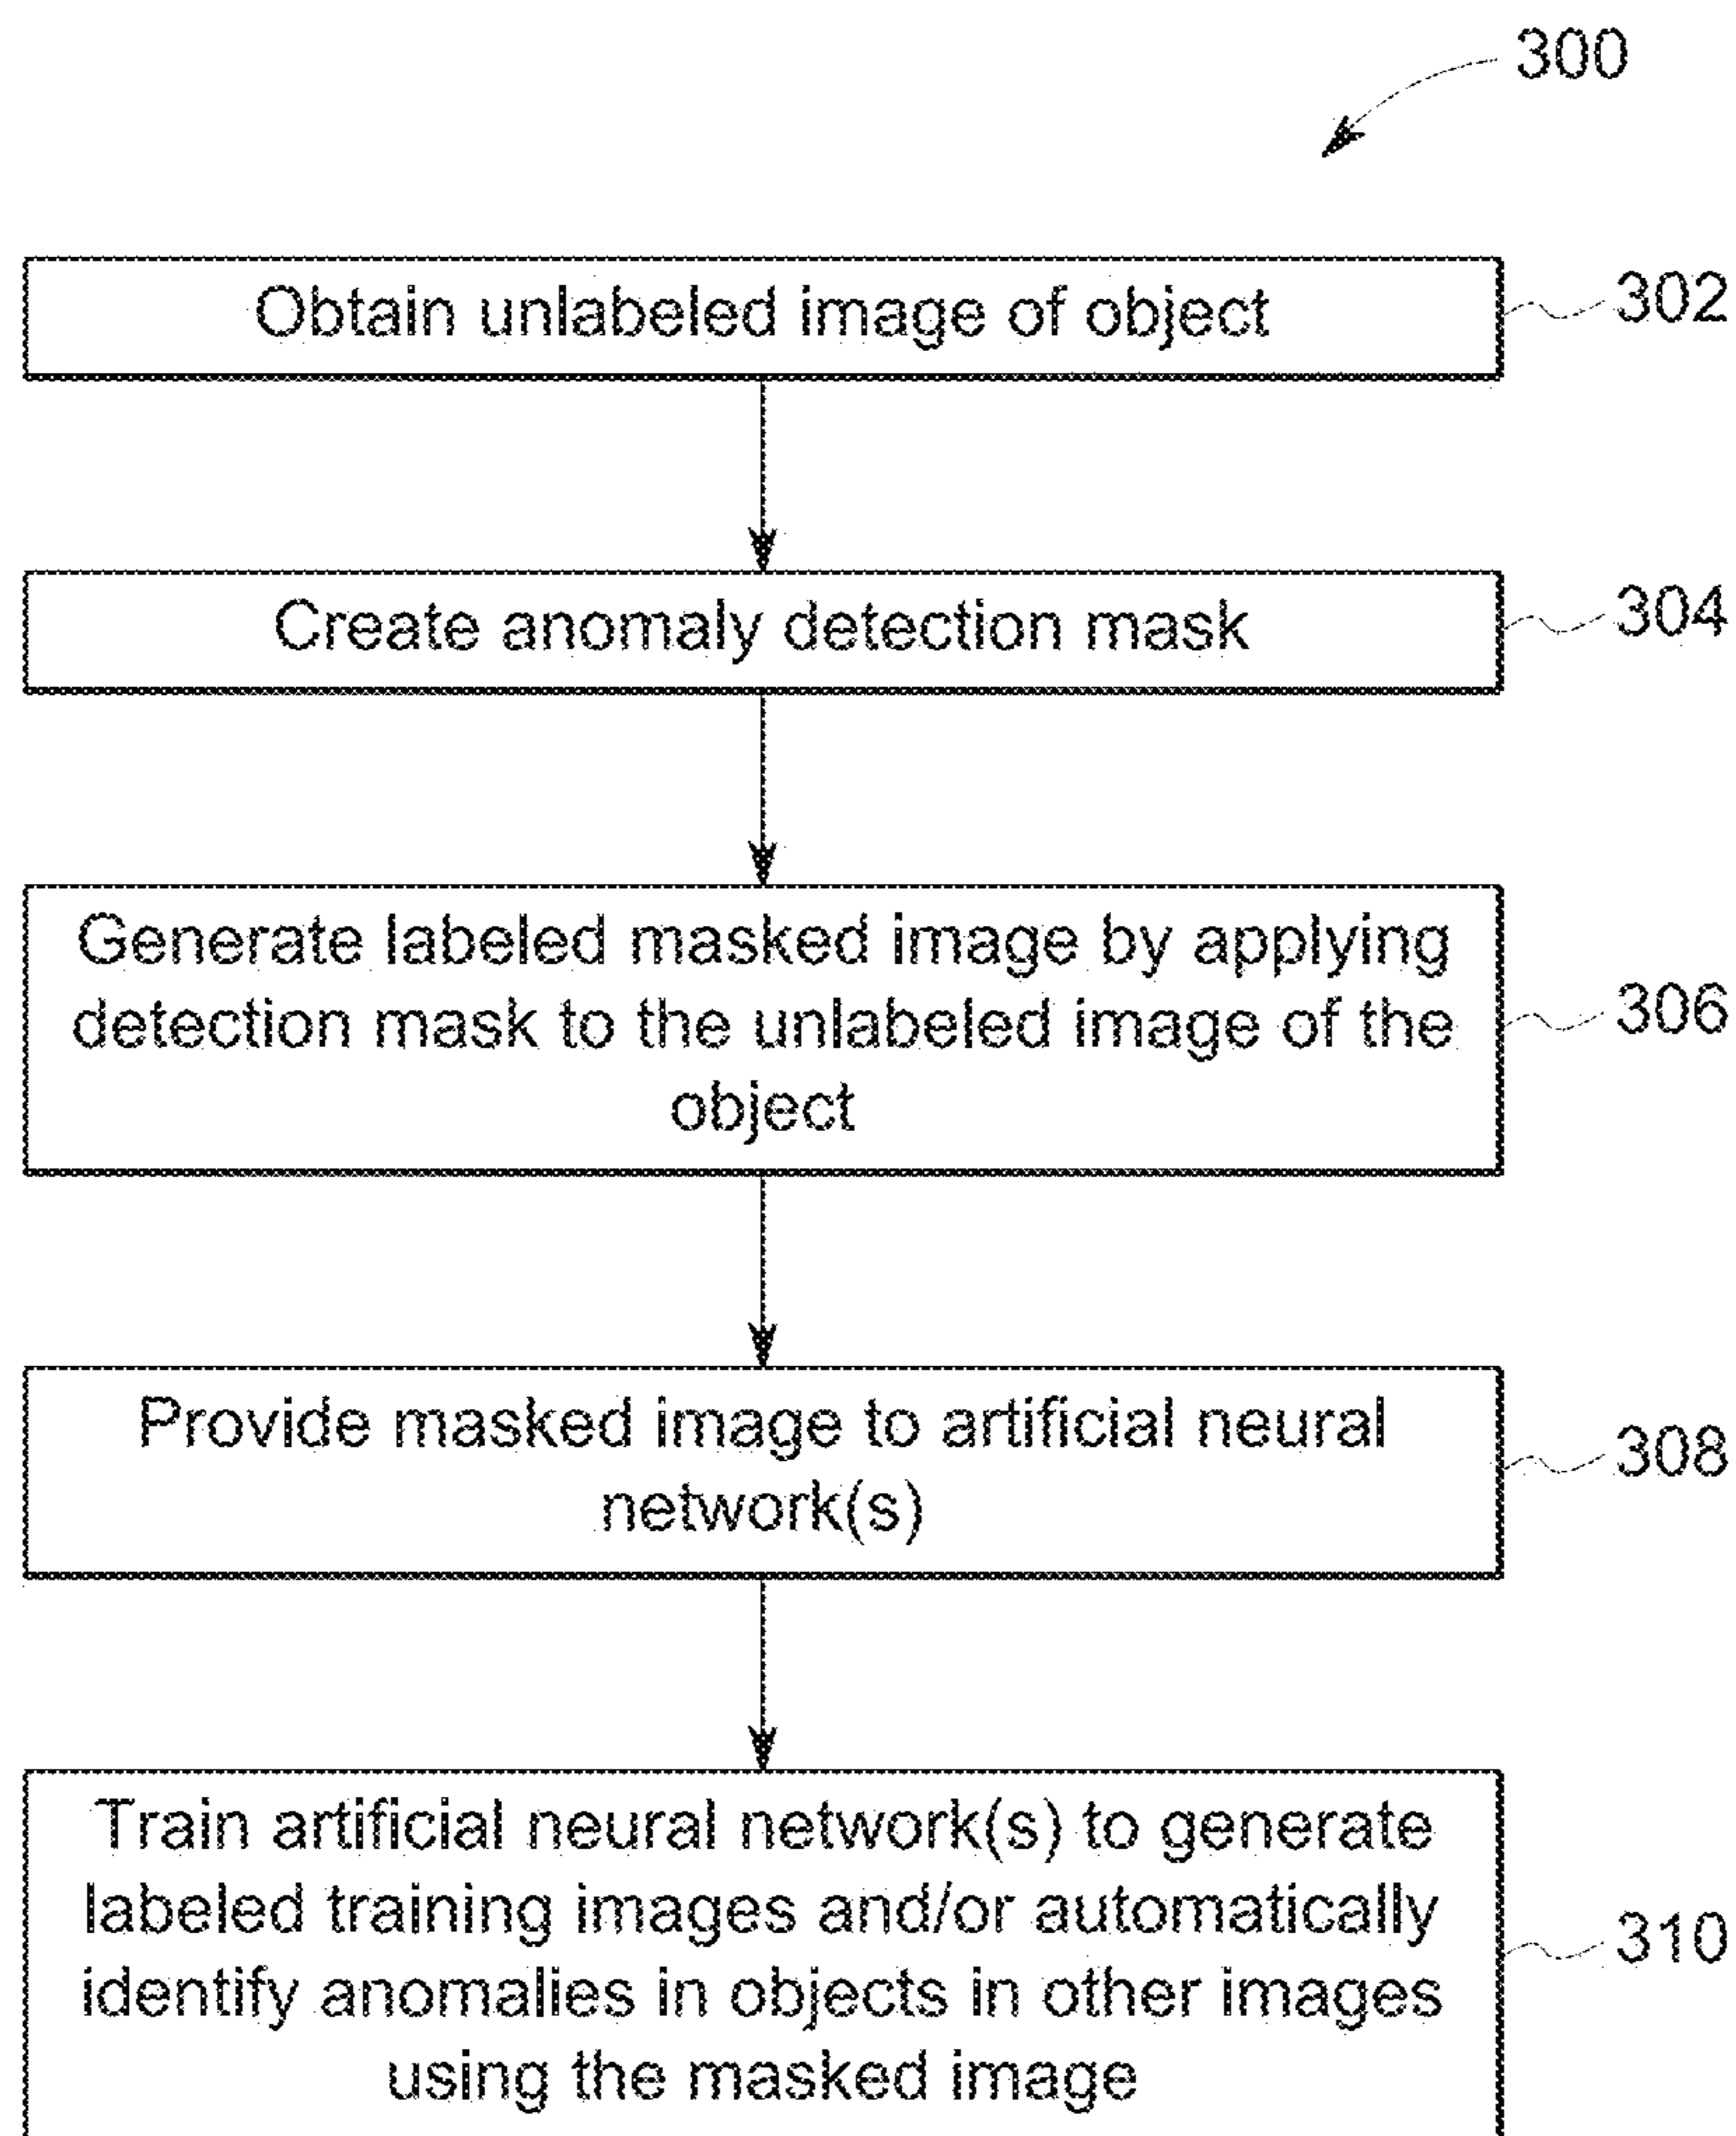 300
Obtain unlabeled image of object
302
Create anomaly detection mask
304
Generate labeled masked image by applying
detection mask to the unlabeled image of the
object
306
Provide masked image to artificial neural
network(s)
308
Train artificial neural network(s) to generate
labeled training images and/or automatically
identify anomalies in objects in other images
using the masked image
310